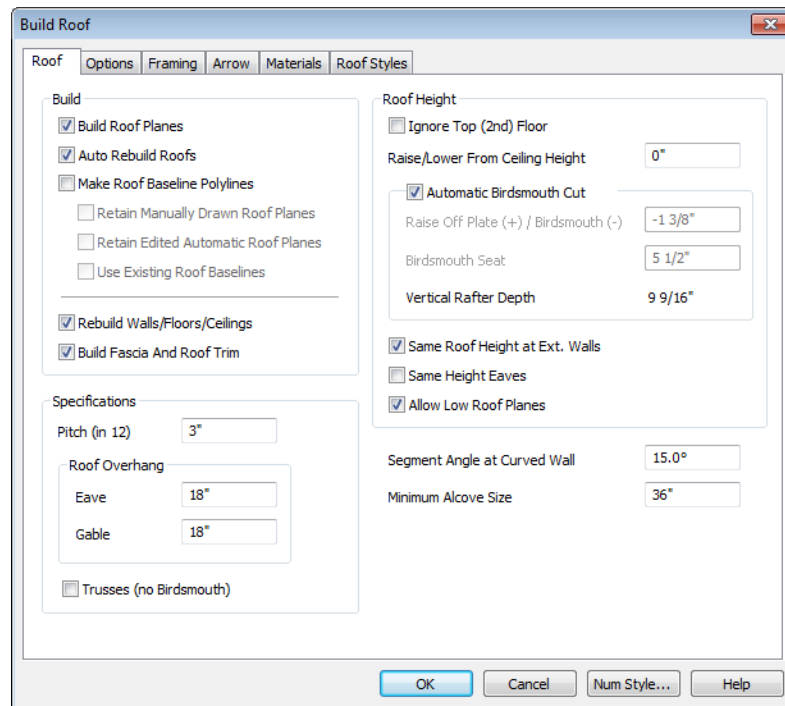 Build Roof
Roof Options Framing Arrow Materials Roof Styles
Build
Build Roof Planes
Auto Rebuild Roofs
Make Roof Baseline Polylines
Retain Manually Drawn Roof Planes
Retain Edited Automatic Roof Planes
Use Existing Roof Baselines
Rebuild Walls/Floors/Ceilings
Build Fascia And Roof Trim
Specifications
Pitch (in 12) 3"
Roof Overhang
Eave 18"
Gable 18"
Trusses (no Birdsmouth)
Roof Height
Ignore Top (2nd) Floor
Raise/Lower From Ceiling Height 0"
Automatic Birdsmouth Cut
Raise Off Plate (+) / Birdsmouth (-) -1 3/8"
Birdsmouth Seat 5 1/2"
Vertical Rafter Depth 9 9/16"
Same Roof Height at Ext. Walls
Same Height Eaves
Allow Low Roof Planes
Segment Angle at Curved Wall 15.0°
Minimum Alcove Size 36"
OK Cancel Num Style... Help